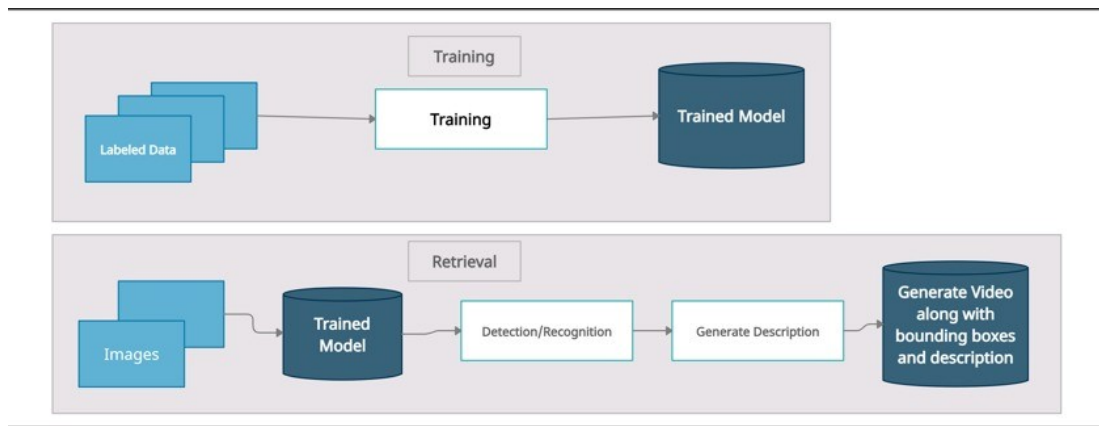 Training
Labeled Data
Training
Trained Model
Retrieval
Images
Trained
Model
Detection/Recognition
Generate Description
Generate Video
along with
bounding boxes
and description